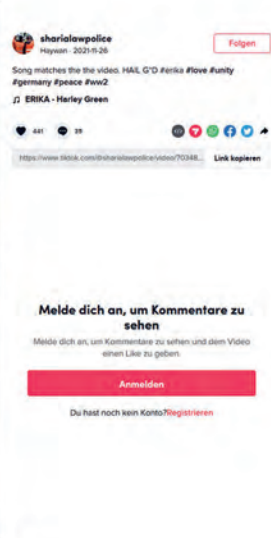 sharialawpolice
Haywan · 2021-11-26
Folgen
Song matches the the video. HAIL G*D #erika #love #unity
#germany #peace #ww2
♫ ERIKA - Harley Green
441
https://www.tiktok.com/@sharialawpolice/video/70348...
Link kopieren
Melde dich an, um Kommentare zu
sehen
Melde dich an, um Kommentare zu sehen und dem Video
einen Like zu geben.
Anmelden
Du hast noch kein Konto?Registrieren